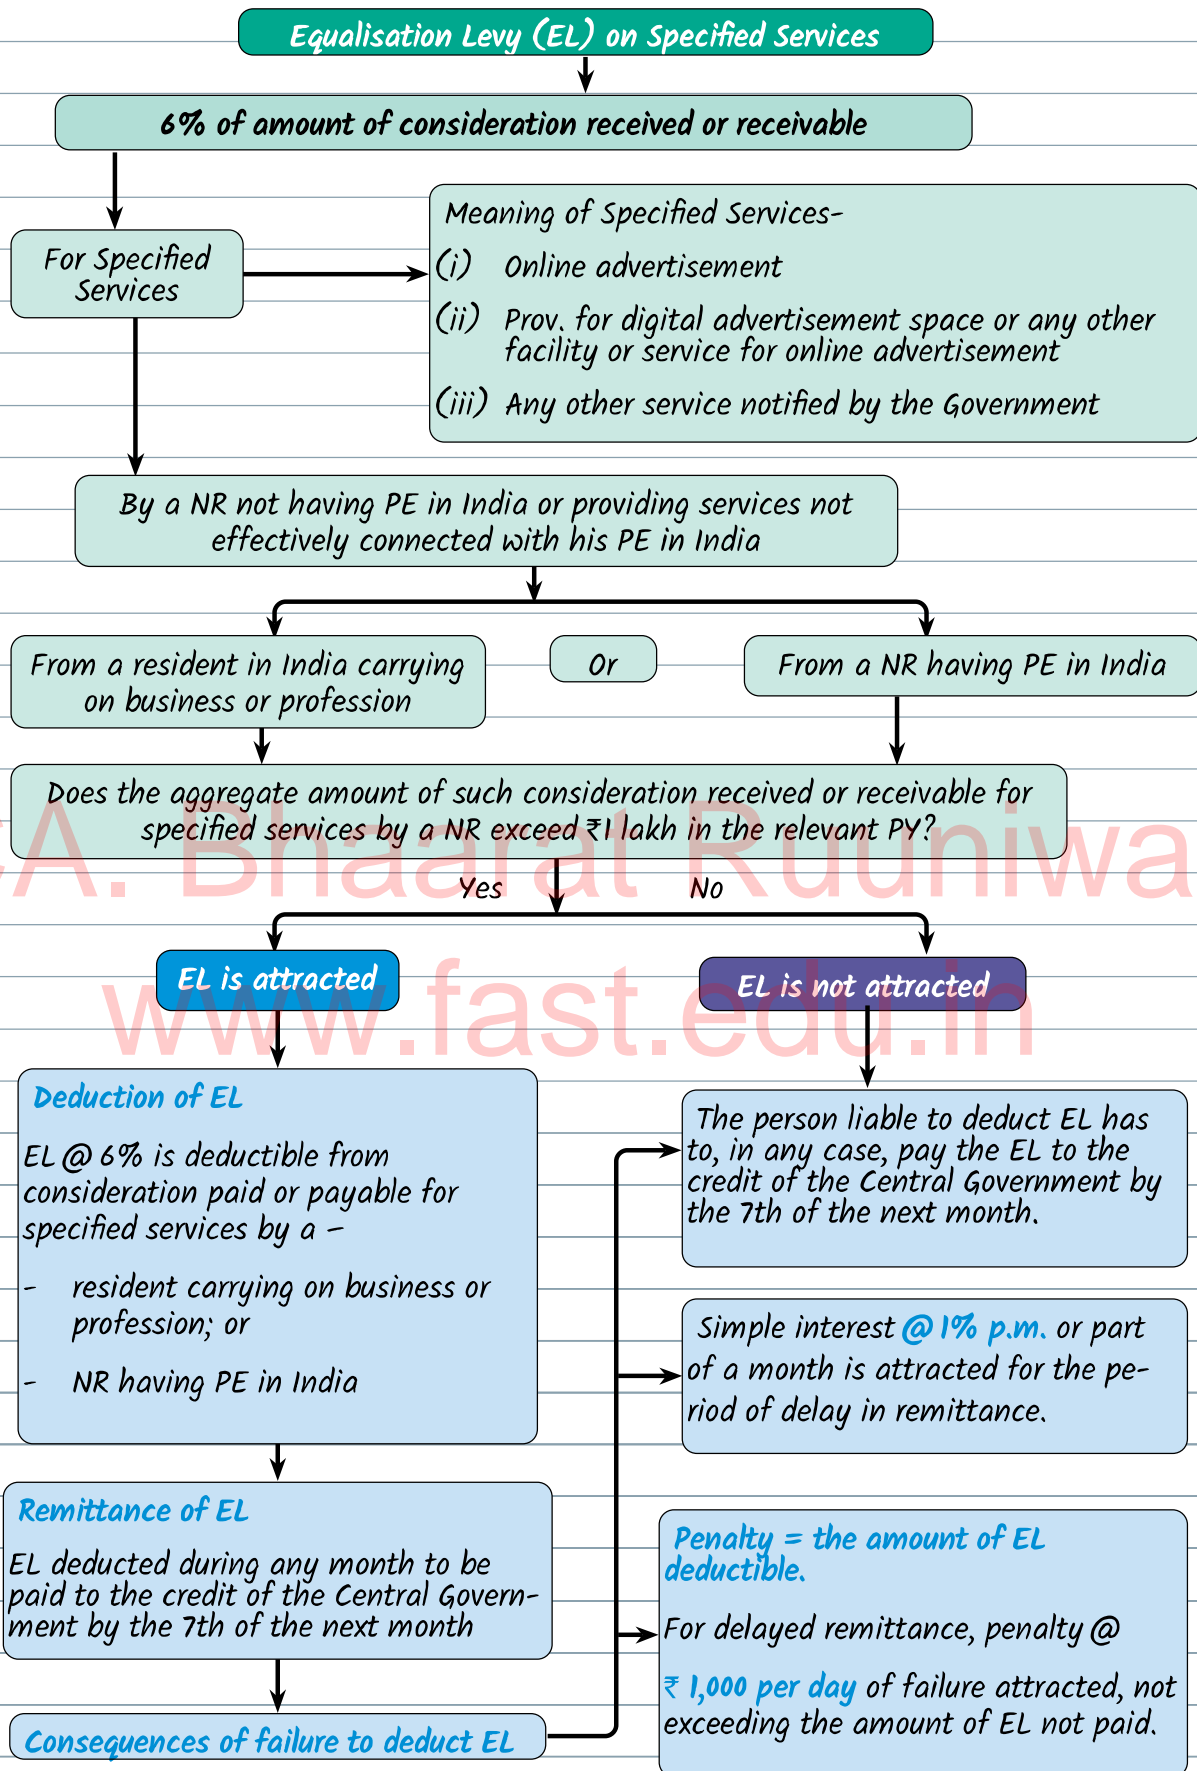 Equalisation Levy (EL) on Specified Services
6% of amount of consideration received or receivable
For Specified
Services
Meaning of Specified Services-
(i) Online advertisement
(ii) Prov. for digital advertisement space or any other
facility or service for online advertisement
(iii) Any other service notified by the Government
By a NR not having PE in India or providing services not
effectively connected with his PE in India
From a resident in India carrying
on business or profession
Or
From a NR having PE in India
Does the aggregate amount of such consideration received or receivable for
specified services by a NR exceed ₹1 lakh in the relevant PY?
CA. Bhaarat Ruuniwa
Yes No
EL is attracted
EL is not attracted
www.fast.edu.in
Deduction of EL
EL @ 6% is deductible from
consideration paid or payable for
specified services by a –
- resident carrying on business or
profession; or
- NR having PE in India
The person liable to deduct EL has
to, in any case, pay the EL to the
credit of the Central Government by
the 7th of the next month.
Simple interest @ 1% p.m. or part
of a month is attracted for the pe-
riod of delay in remittance.
Remittance of EL
EL deducted during any month to be
paid to the credit of the Central Govern-
ment by the 7th of the next month
Penalty = the amount of EL
deductible.
For delayed remittance, penalty @
₹ 1,000 per day of failure attracted, not
exceeding the amount of EL not paid.
Consequences of failure to deduct EL